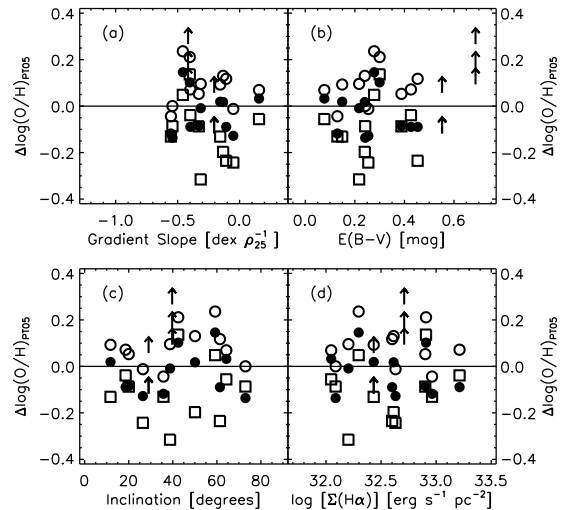 (a) (b)
0.4 0.4
0.2 0.2
0.0 0.0
−0.2 −0.2
−0.4 −0.4
Δlog(O/H)PT05 Δlog(O/H)PT05
−1.0 −0.5 0.0 0.0 0.2 0.4 0.6
Gradient Slope [dex ρ₂₅⁻¹] E(B−V) [mag]
(c) (d)
0.4 0.4
0.2 0.2
0.0 0.0
−0.2 −0.2
−0.4 −0.4
Δlog(O/H)PT05 Δlog(O/H)PT05
0 20 40 60 80 32.0 32.5 33.0 33.5
Inclination [degrees] log [Σ(Hα)] [erg s⁻¹ pc⁻²]